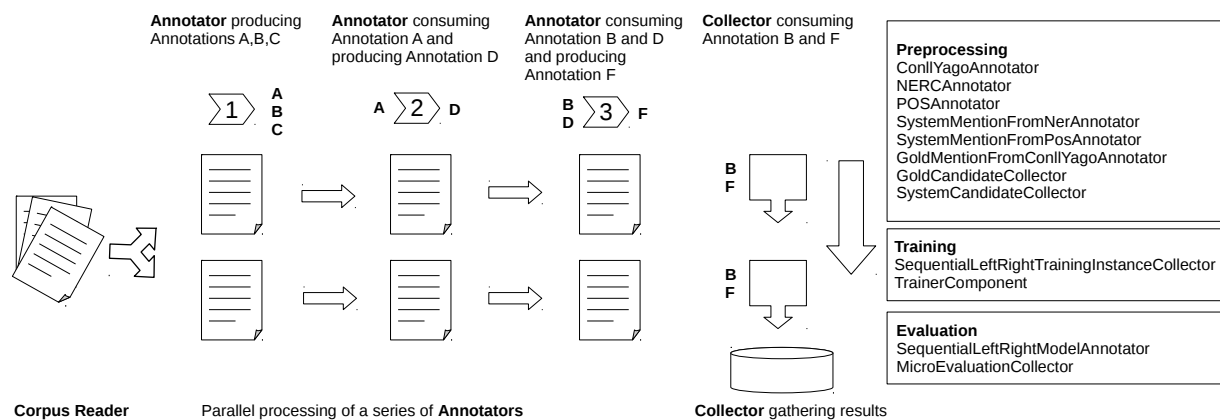 Annotator producing
Annotations A,B,C
Annotator consuming
Annotation A and
producing Annotation D
Annotator consuming
Annotation B and D
and producing
Annotation F
Collector consuming
Annotation B and F
1
A
B
C
A
2
D
B
D
3
F
B
F
B
F
Preprocessing
ConllYagoAnnotator
NERCAnnotator
POSAnnotator
SystemMentionFromNerAnnotator
SystemMentionFromPosAnnotator
GoldMentionFromConllYagoAnnotator
GoldCandidateCollector
SystemCandidateCollector
Training
SequentialLeftRightTrainingInstanceCollector
TrainerComponent
Evaluation
SequentialLeftRightModelAnnotator
MicroEvaluationCollector
Corpus Reader
Parallel processing of a series of Annotators
Collector gathering results